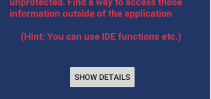 unprotected. Find a way to access those
information outside of the application
(Hint: You can use IDE functions etc.)
SHOW DETAILS